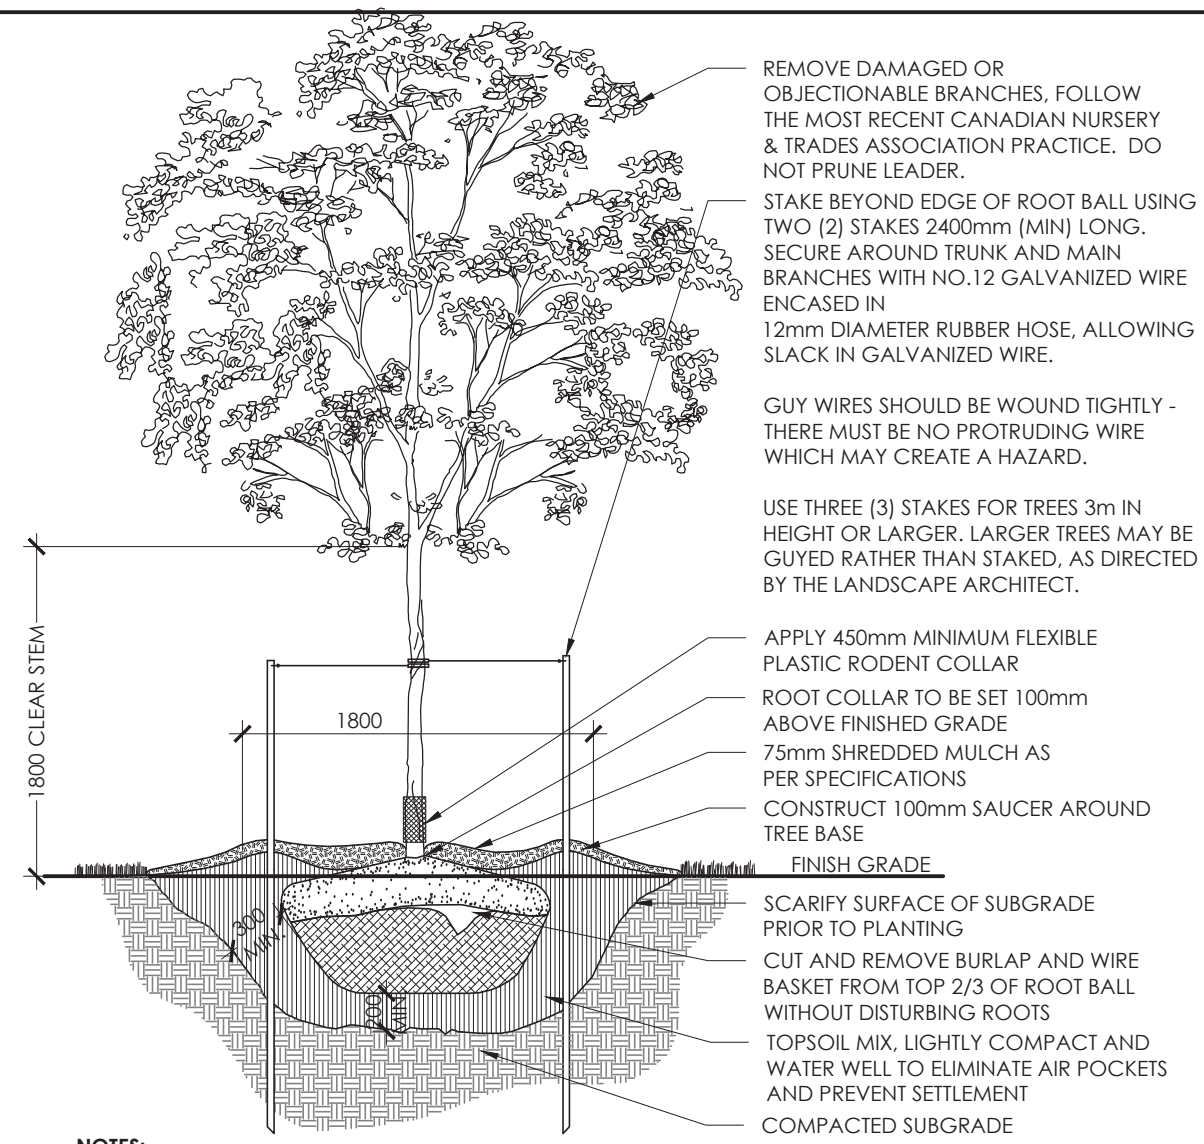 REMOVE DAMAGED OR
OBJECTIONABLE BRANCHES, FOLLOW
THE MOST RECENT CANADIAN NURSERY
& TRADES ASSOCIATION PRACTICE. DO
NOT PRUNE LEADER.
STAKE BEYOND EDGE OF ROOT BALL USING
TWO (2) STAKES 2400mm (MIN) LONG.
SECURE AROUND TRUNK AND MAIN
BRANCHES WITH NO.12 GALVANIZED WIRE
ENCASED IN
12mm DIAMETER RUBBER HOSE, ALLOWING
SLACK IN GALVANIZED WIRE.
GUY WIRES SHOULD BE WOUND TIGHTLY -
THERE MUST BE NO PROTRUDING WIRE
WHICH MAY CREATE A HAZARD.
USE THREE (3) STAKES FOR TREES 3m IN
HEIGHT OR LARGER. LARGER TREES MAY BE
GUYED RATHER THAN STAKED, AS DIRECTED
BY THE LANDSCAPE ARCHITECT.
APPLY 450mm MINIMUM FLEXIBLE
PLASTIC RODENT COLLAR
ROOT COLLAR TO BE SET 100mm
ABOVE FINISHED GRADE
75mm SHREDDED MULCH AS
PER SPECIFICATIONS
CONSTRUCT 100mm SAUCER AROUND
TREE BASE
FINISH GRADE
SCARIFY SURFACE OF SUBGRADE
PRIOR TO PLANTING
CUT AND REMOVE BURLAP AND WIRE
BASKET FROM TOP 2/3 OF ROOT BALL
WITHOUT DISTURBING ROOTS
TOPSOIL MIX, LIGHTLY COMPACT AND
WATER WELL TO ELIMINATE AIR POCKETS
AND PREVENT SETTLEMENT
COMPACTED SUBGRADE
1800 CLEAR STEM
1800
300
MIN.
200
MIN
NOTES: